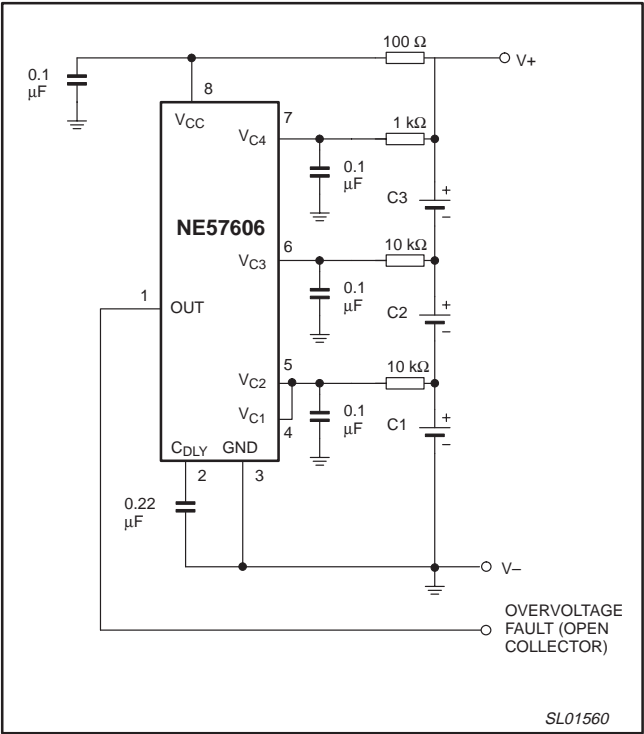 100 Ω
V+
0.1
μF
8
VCC
7
VC4
1 kΩ
0.1
μF
C3
+
–
NE57606
6
VC3
10 kΩ
0.1
μF
C2
+
–
1
OUT
5
VC2
10 kΩ
VC1
4
0.1
μF
C1
+
–
CDLY
GND
2
3
0.22
μF
V–
OVERVOLTAGE
FAULT (OPEN
COLLECTOR)
SL01560